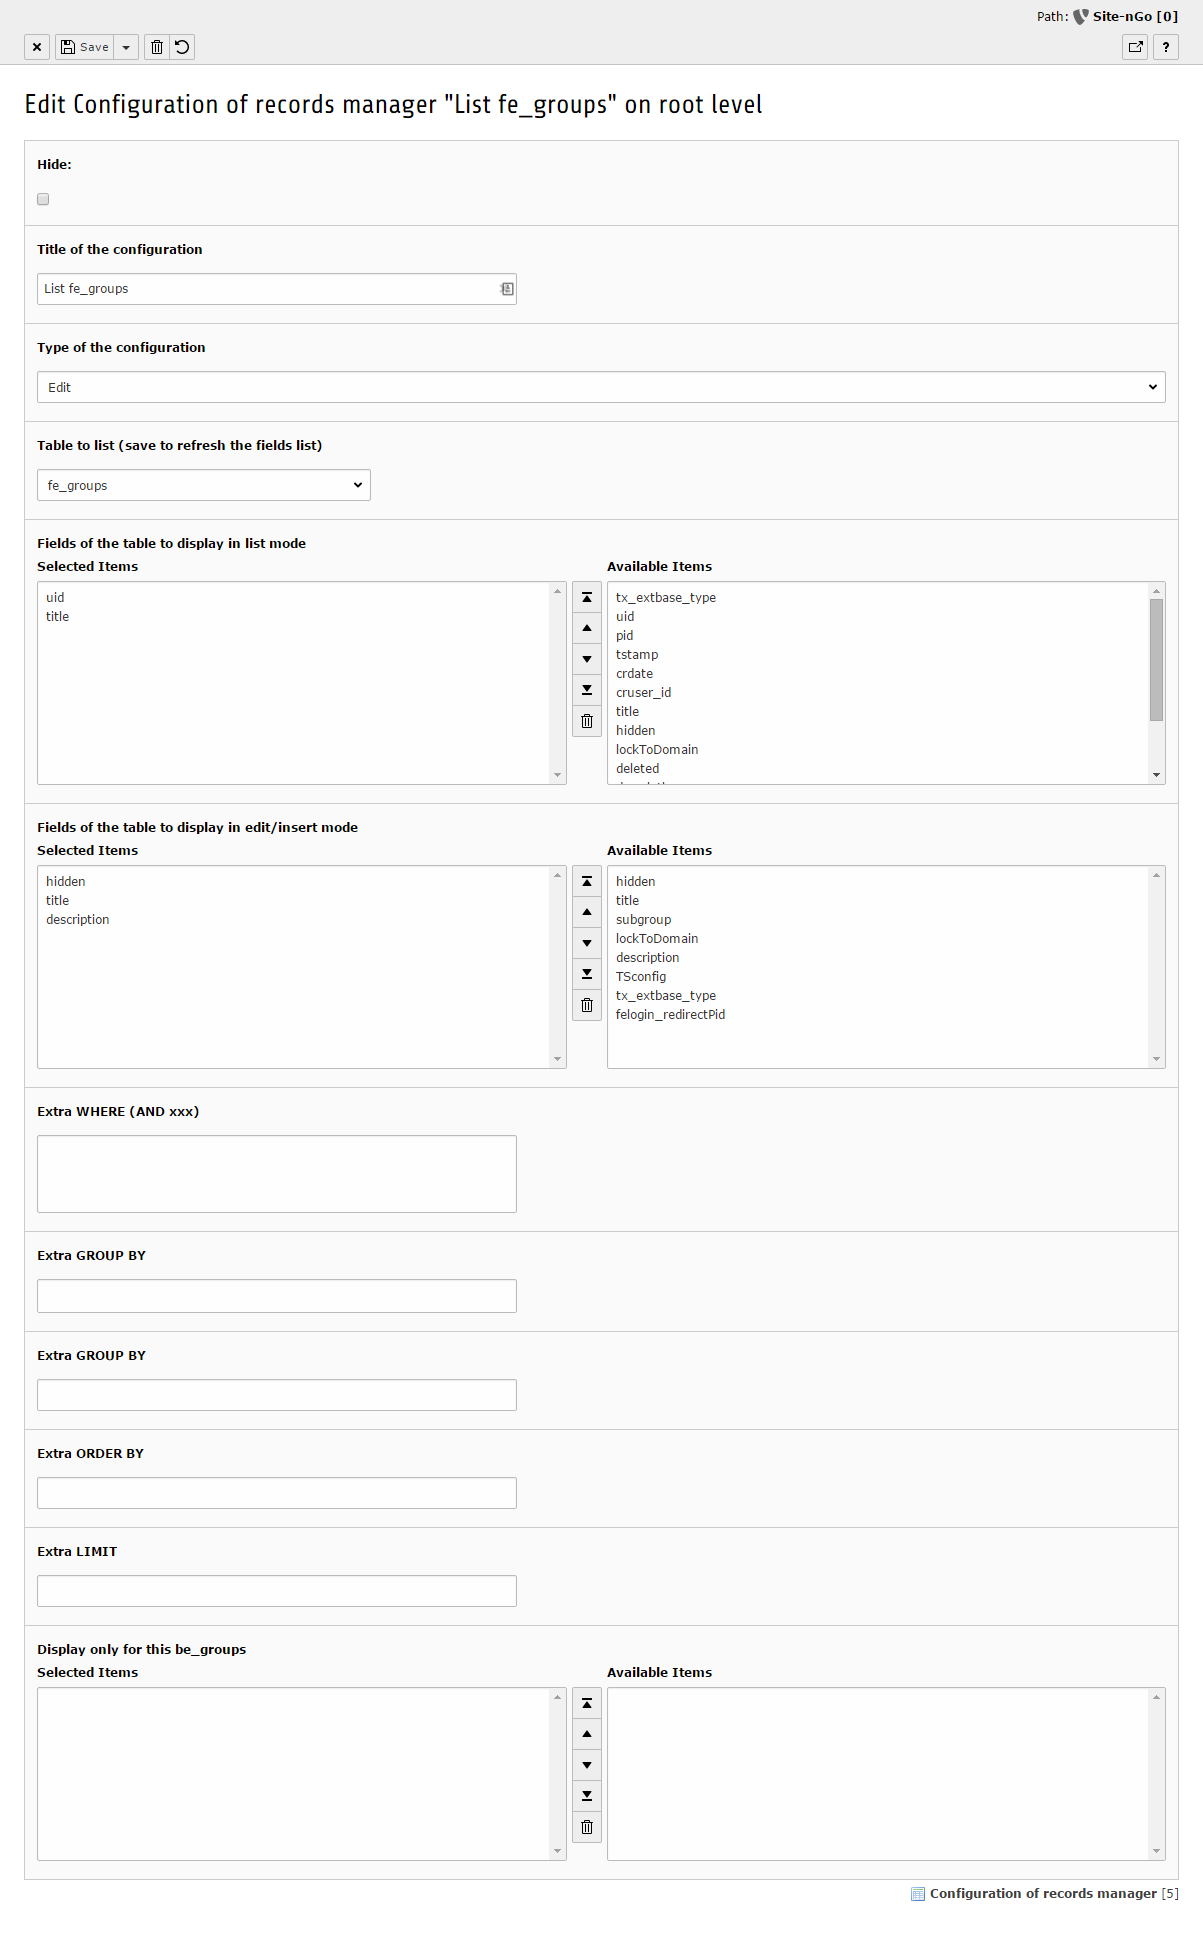 Path: Site-nGo [0]
Save
?
Edit Configuration of records manager "List fe_groups" on root level
Hide:
Title of the configuration
List fe_groups
Type of the configuration
Edit
Table to list (save to refresh the fields list)
fe_groups
Fields of the table to display in list mode
Selected Items
Available Items
uid
title
tx_extbase_type
uid
pid
tstamp
crdate
cruser_id
title
hidden
lockToDomain
deleted
Fields of the table to display in edit/insert mode
Selected Items
Available Items
hidden
title
description
hidden
title
subgroup
lockToDomain
description
TSconfig
tx_extbase_type
felogin_redirectPid
Extra WHERE (AND xxx)
Extra GROUP BY
Extra GROUP BY
Extra ORDER BY
Extra LIMIT
Display only for this be_groups
Selected Items
Available Items
Configuration of records manager [5]